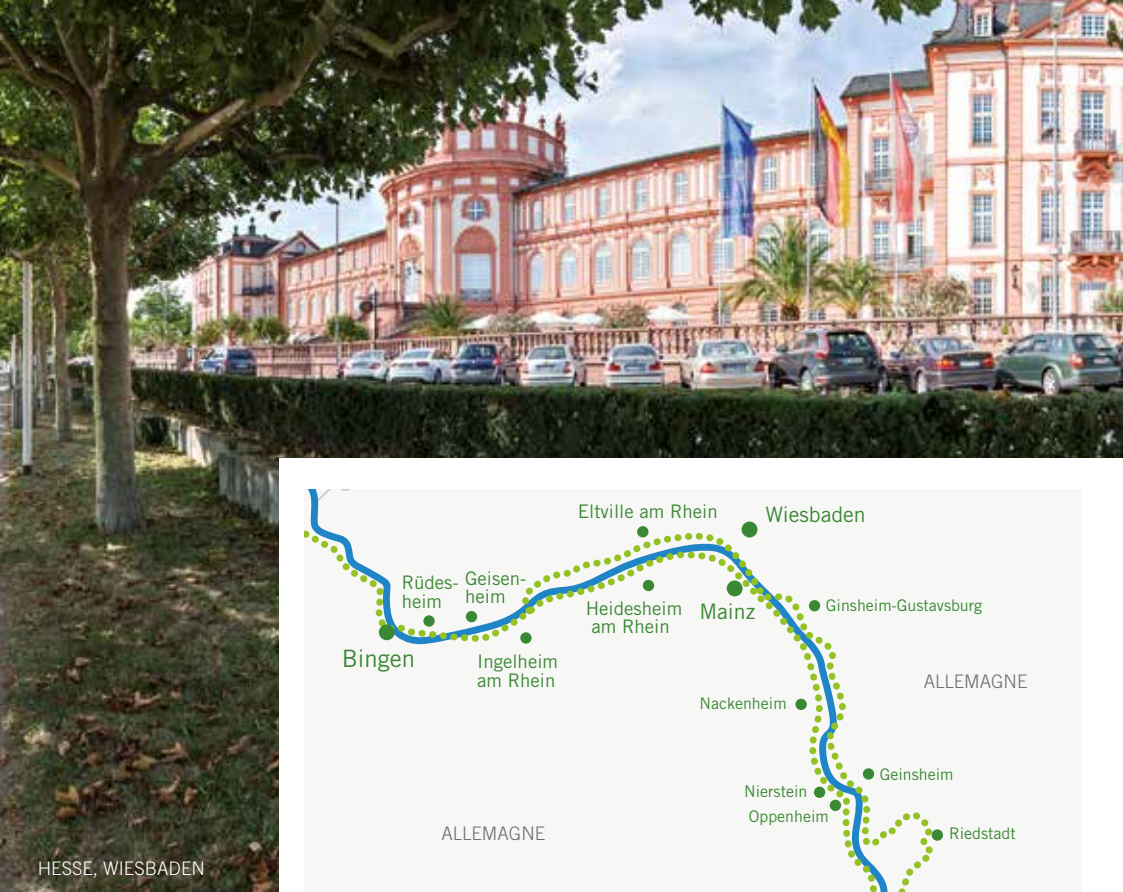 HESSE, WIESBADEN
Eltville am Rhein
Wiesbaden
Rüdes-
heim
Geisen-
heim
Heidesheim
am Rhein
Mainz
Ginsheim-Gustavsburg
Bingen
Ingelheim
am Rhein
ALLEMAGNE
Nackenheim
Geinsheim
Nierstein
Oppenheim
ALLEMAGNE
Riedstadt